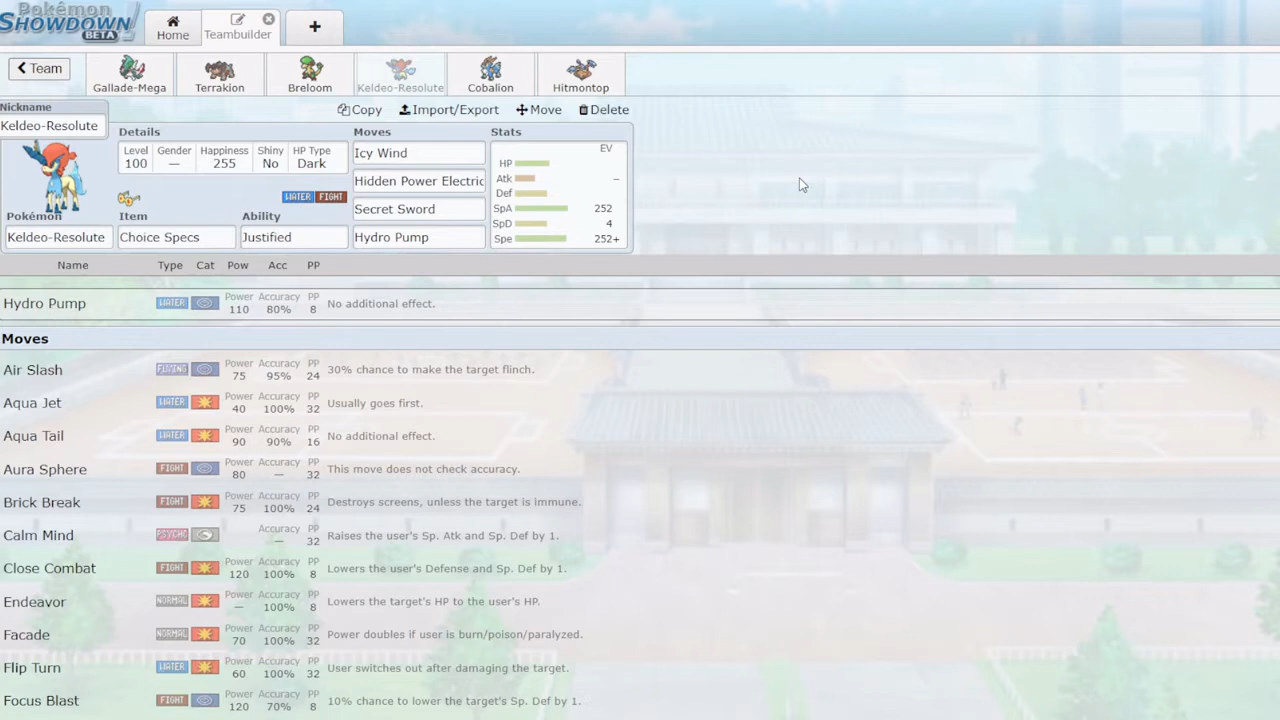 Pokémon
SHOWDOWN!
BETA
Home
Teambuilder
+
Team
Gallade-Mega
Terrakion
Breloom
Keldeo-Resolute
Cobalion
Hitmontop
Nickname
Keldeo-Resolute
Copy Import/Export Move Delete
Details Moves Stats
Level Gender Happiness Shiny HP Type
100 — 255 No Dark
WATER FIGHT
Pokémon Item Ability
Keldeo-Resolute Choice Specs Justified
Icy Wind
Hidden Power Electric
Secret Sword
Hydro Pump
EV
HP
Atk –
Def
SpA 252
SpD 4
Spe 252+
Name Type Cat Pow Acc PP
Hydro Pump WATER Power 110 Accuracy 80% PP 8 No additional effect.
Moves
Air Slash FLYING Power 75 Accuracy 95% PP 24 30% chance to make the target flinch.
Aqua Jet WATER Power 40 Accuracy 100% PP 32 Usually goes first.
Aqua Tail WATER Power 90 Accuracy 90% PP 16 No additional effect.
Aura Sphere FIGHT Power 80 Accuracy — PP 32 This move does not check accuracy.
Brick Break FIGHT Power 75 Accuracy 100% PP 24 Destroys screens, unless the target is immune.
Calm Mind PSYCHC Accuracy — PP 32 Raises the user's Sp. Atk and Sp. Def by 1.
Close Combat FIGHT Power 120 Accuracy 100% PP 8 Lowers the user's Defense and Sp. Def by 1.
Endeavor NORMAL Power — Accuracy 100% PP 8 Lowers the target's HP to the user's HP.
Facade NORMAL Power 70 Accuracy 100% PP 32 Power doubles if user is burn/poison/paralyzed.
Flip Turn WATER Power 60 Accuracy 100% PP 32 User switches out after damaging the target.
Focus Blast FIGHT Power 120 Accuracy 70% PP 8 10% chance to lower the target's Sp. Def by 1.